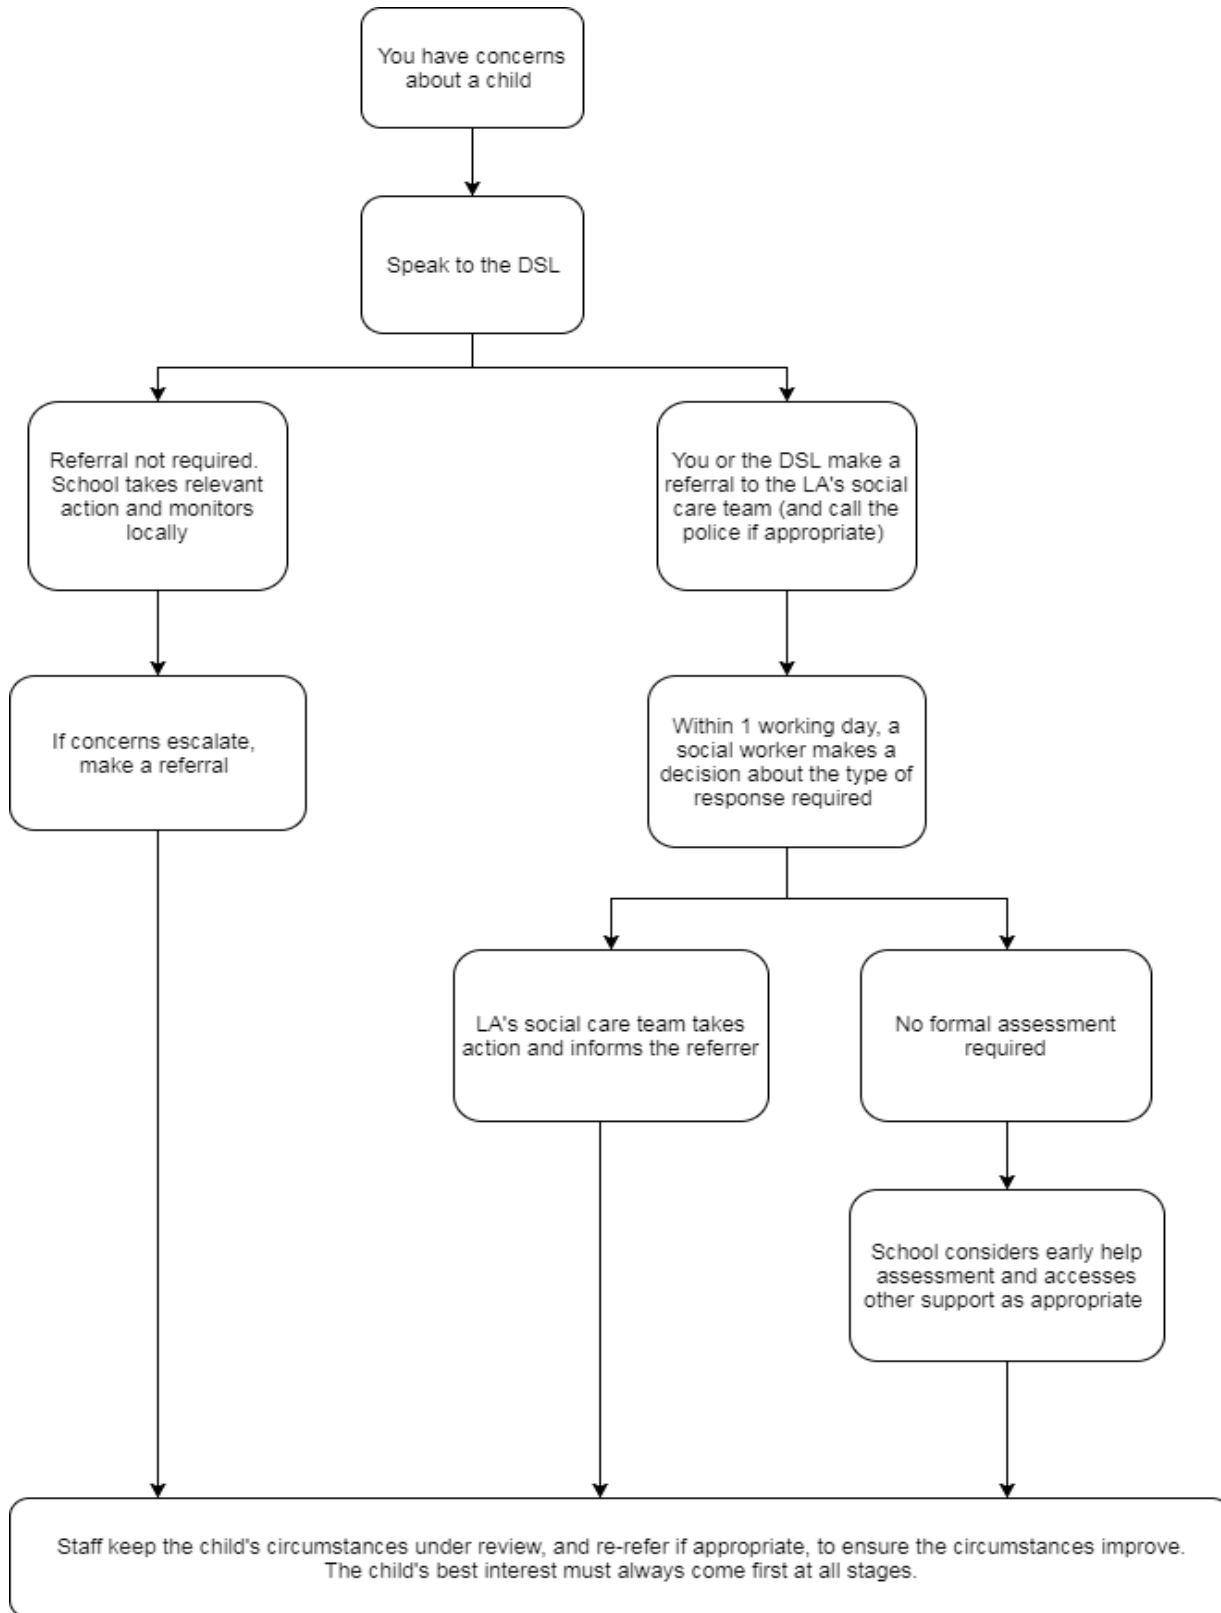 You have concerns
about a child
Speak to the DSL
Referral not required.
School takes relevant
action and monitors
locally
You or the DSL make a
referral to the LA's social
care team (and call the
police if appropriate)
If concerns escalate,
make a referral
Within 1 working day, a
social worker makes a
decision about the type of
response required
LA's social care team takes
action and informs the referrer
No formal assessment
required
School considers early help
assessment and accesses
other support as appropriate
Staff keep the child's circumstances under review, and re-refer if appropriate, to ensure the circumstances improve.
The child's best interest must always come first at all stages.